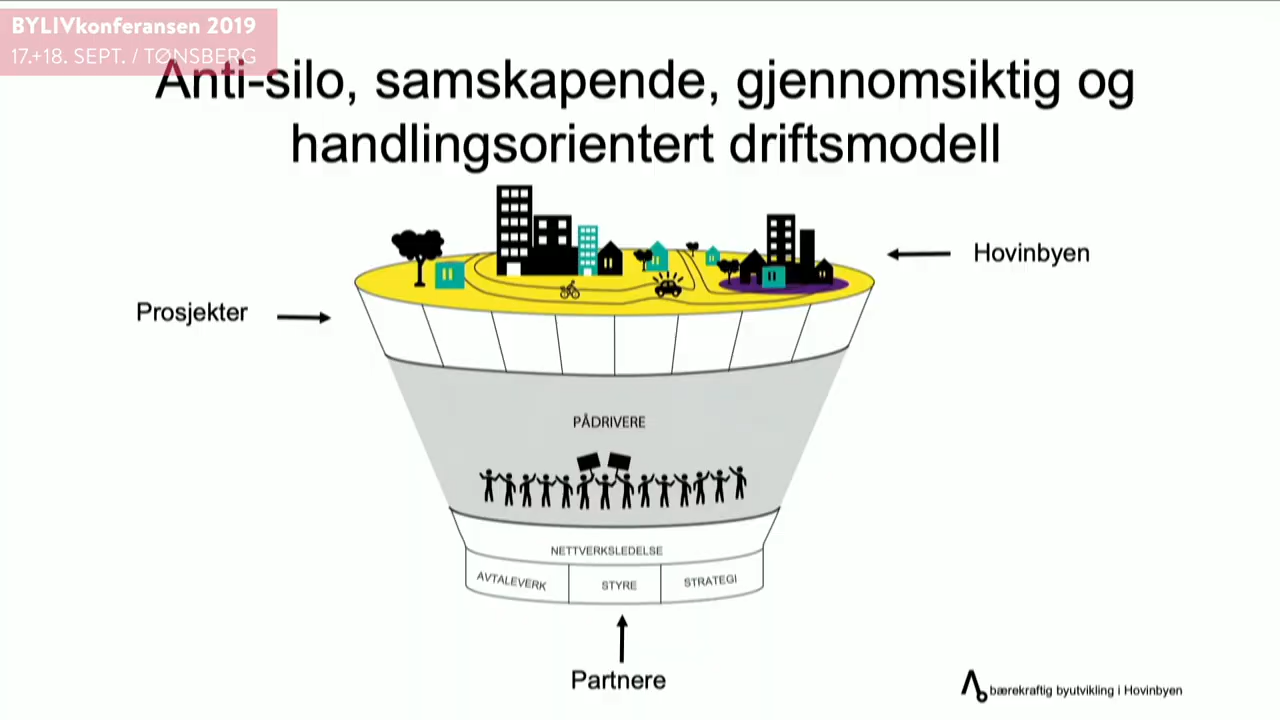 BYLIVkonferansen 2019
17.+18. SEPT. / TØNSBERG
Anti-silo, samskapende, gjennomsiktig og
handlingsorientert driftsmodell
Hovinbyen
Prosjekter
PÅDRIVERE
NETTVERKSLEDELSE
AVTALEVERK
STYRE
STRATEGI
Partnere
bærekraftig byutvikling i Hovinbyen